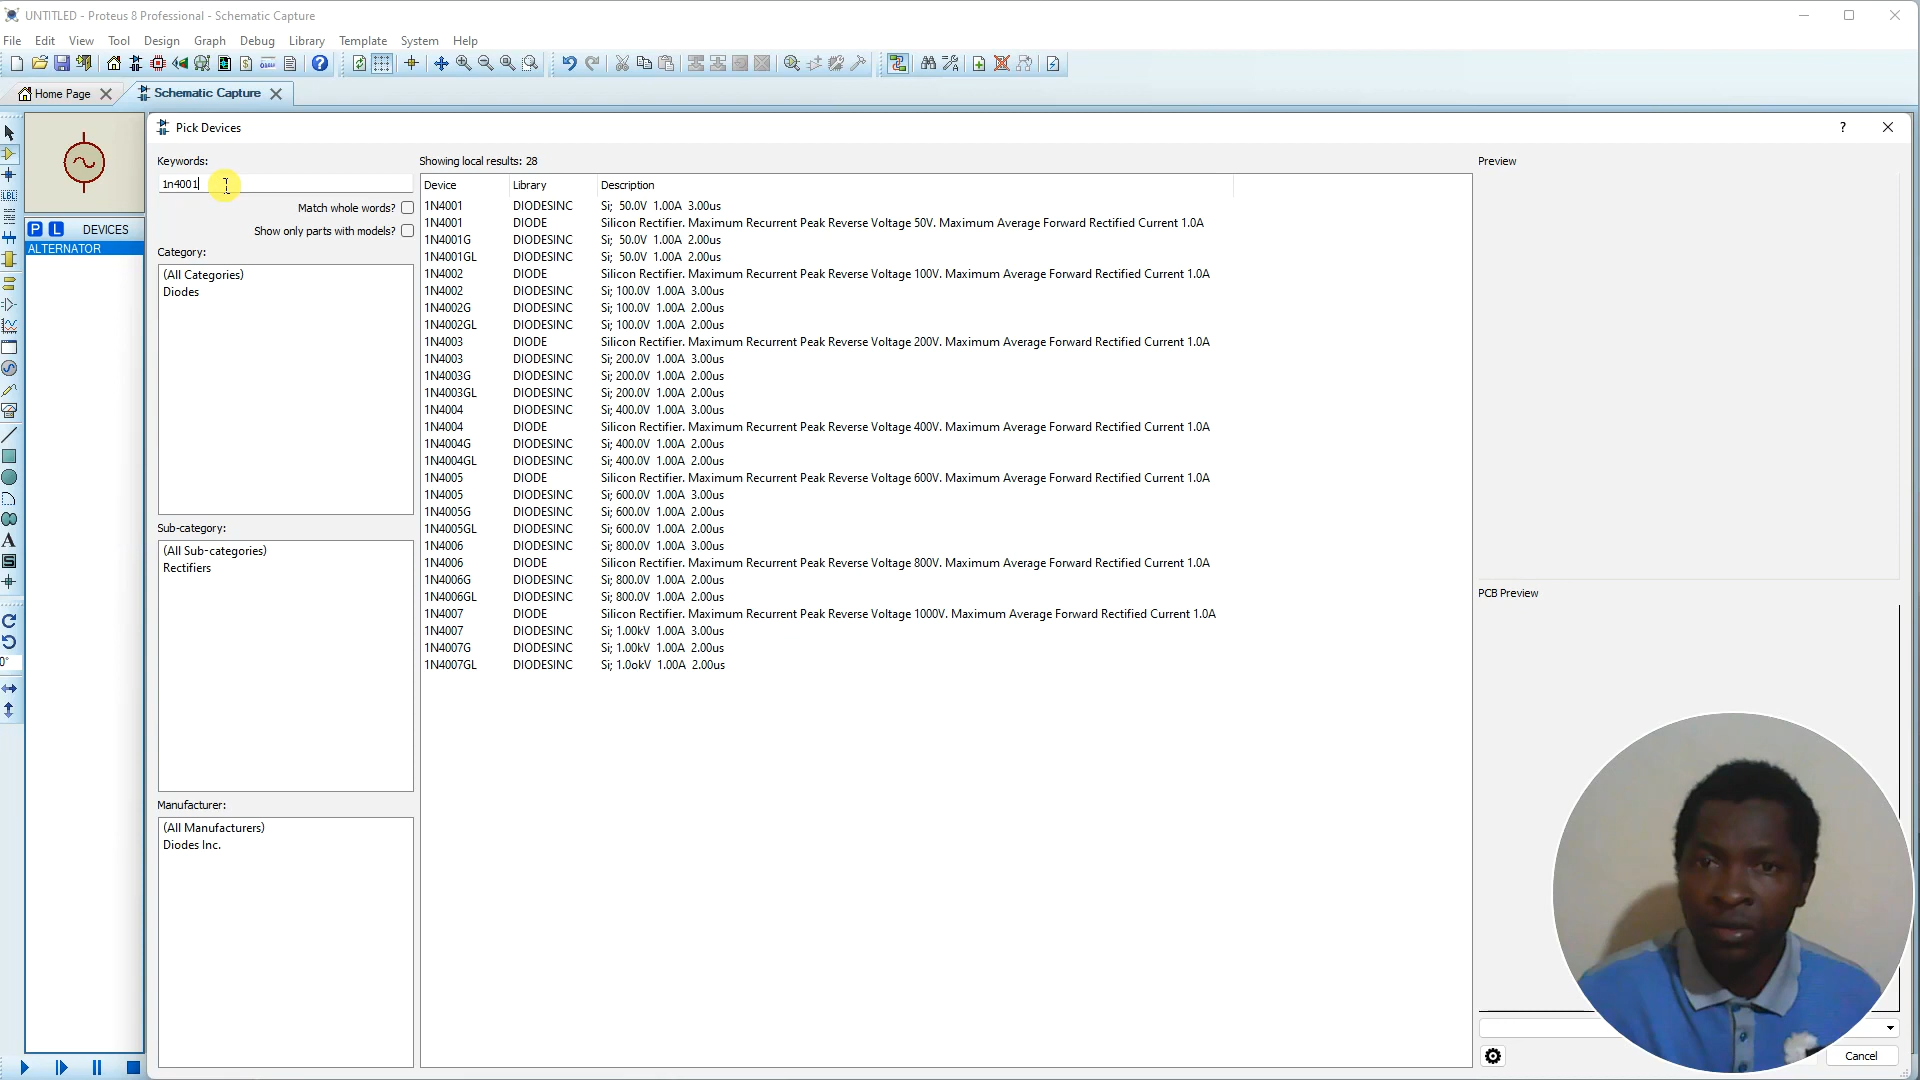 UNTITLED - Proteus 8 Professional - Schematic Capture
File Edit View Tool Design Graph Debug Library Template System Help
Home Page Schematic Capture
Pick Devices ?
Keywords:
1n4001
Match whole words?
Show only parts with models?
P L DEVICES
ALTERNATOR
LBL
A
S
0°
Category:
(All Categories)
Diodes
Sub-category:
(All Sub-categories)
Rectifiers
Manufacturer:
(All Manufacturers)
Diodes Inc.
Showing local results: 28
Device Library Description
1N4001 DIODESINC Si; 50.0V 1.00A 3.00us
1N4001 DIODE Silicon Rectifier. Maximum Recurrent Peak Reverse Voltage 50V. Maximum Average Forward Rectified Current 1.0A
1N4001G DIODESINC Si; 50.0V 1.00A 2.00us
1N4001GL DIODESINC Si; 50.0V 1.00A 2.00us
1N4002 DIODE Silicon Rectifier. Maximum Recurrent Peak Reverse Voltage 100V. Maximum Average Forward Rectified Current 1.0A
1N4002 DIODESINC Si; 100.0V 1.00A 3.00us
1N4002G DIODESINC Si; 100.0V 1.00A 2.00us
1N4002GL DIODESINC Si; 100.0V 1.00A 2.00us
1N4003 DIODE Silicon Rectifier. Maximum Recurrent Peak Reverse Voltage 200V. Maximum Average Forward Rectified Current 1.0A
1N4003 DIODESINC Si; 200.0V 1.00A 3.00us
1N4003G DIODESINC Si; 200.0V 1.00A 2.00us
1N4003GL DIODESINC Si; 200.0V 1.00A 2.00us
1N4004 DIODESINC Si; 400.0V 1.00A 3.00us
1N4004 DIODE Silicon Rectifier. Maximum Recurrent Peak Reverse Voltage 400V. Maximum Average Forward Rectified Current 1.0A
1N4004G DIODESINC Si; 400.0V 1.00A 2.00us
1N4004GL DIODESINC Si; 400.0V 1.00A 2.00us
1N4005 DIODE Silicon Rectifier. Maximum Recurrent Peak Reverse Voltage 600V. Maximum Average Forward Rectified Current 1.0A
1N4005 DIODESINC Si; 600.0V 1.00A 3.00us
1N4005G DIODESINC Si; 600.0V 1.00A 2.00us
1N4005GL DIODESINC Si; 600.0V 1.00A 2.00us
1N4006 DIODESINC Si; 800.0V 1.00A 3.00us
1N4006 DIODE Silicon Rectifier. Maximum Recurrent Peak Reverse Voltage 800V. Maximum Average Forward Rectified Current 1.0A
1N4006G DIODESINC Si; 800.0V 1.00A 2.00us
1N4006GL DIODESINC Si; 800.0V 1.00A 2.00us
1N4007 DIODE Silicon Rectifier. Maximum Recurrent Peak Reverse Voltage 1000V. Maximum Average Forward Rectified Current 1.0A
1N4007 DIODESINC Si; 1.00kV 1.00A 3.00us
1N4007G DIODESINC Si; 1.00kV 1.00A 2.00us
1N4007GL DIODESINC Si; 1.0okV 1.00A 2.00us
Preview
PCB Preview
Cancel